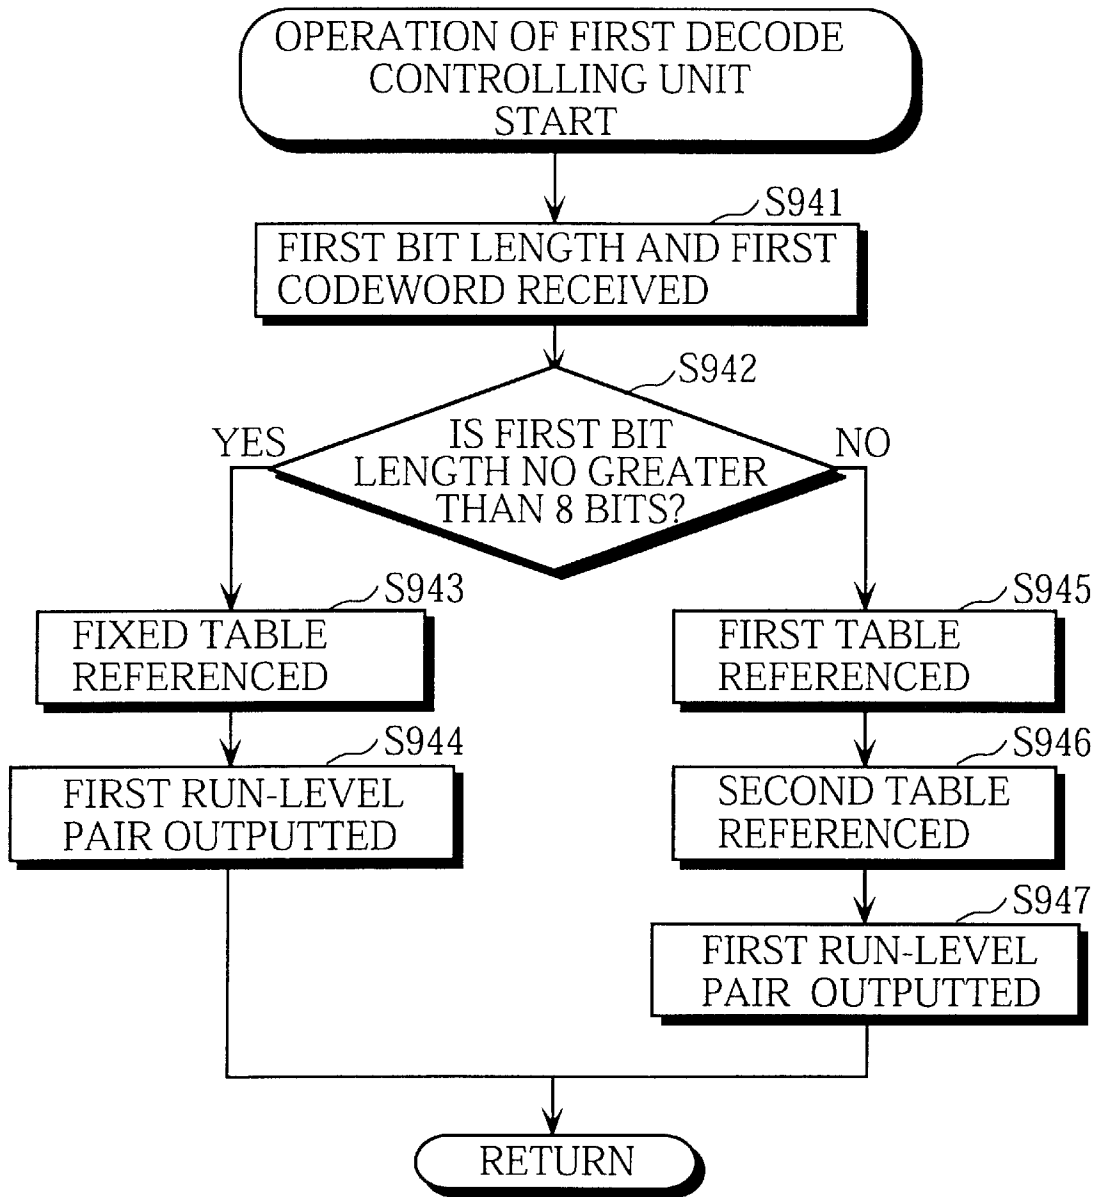 OPERATION OF FIRST DECODE
CONTROLLING UNIT
START
S941
FIRST BIT LENGTH AND FIRST
CODEWORD RECEIVED
S942
IS FIRST BIT
LENGTH NO GREATER
THAN 8 BITS?
YES
NO
S943
FIXED TABLE
REFERENCED
S944
FIRST RUN-LEVEL
PAIR OUTPUTTED
S945
FIRST TABLE
REFERENCED
S946
SECOND TABLE
REFERENCED
S947
FIRST RUN-LEVEL
PAIR OUTPUTTED
RETURN